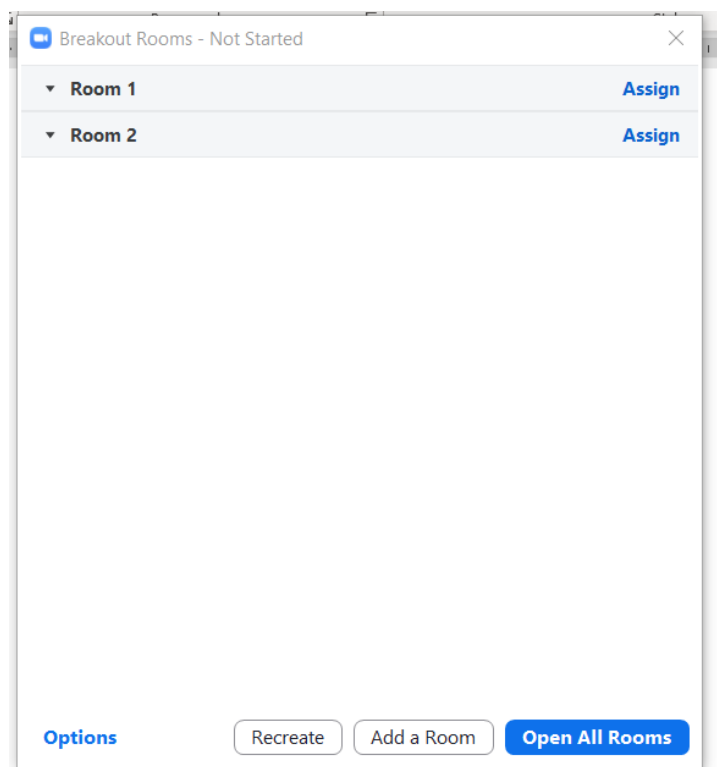 Breakout Rooms - Not Started
Room 1 Assign
Room 2 Assign
Options Recreate Add a Room Open All Rooms